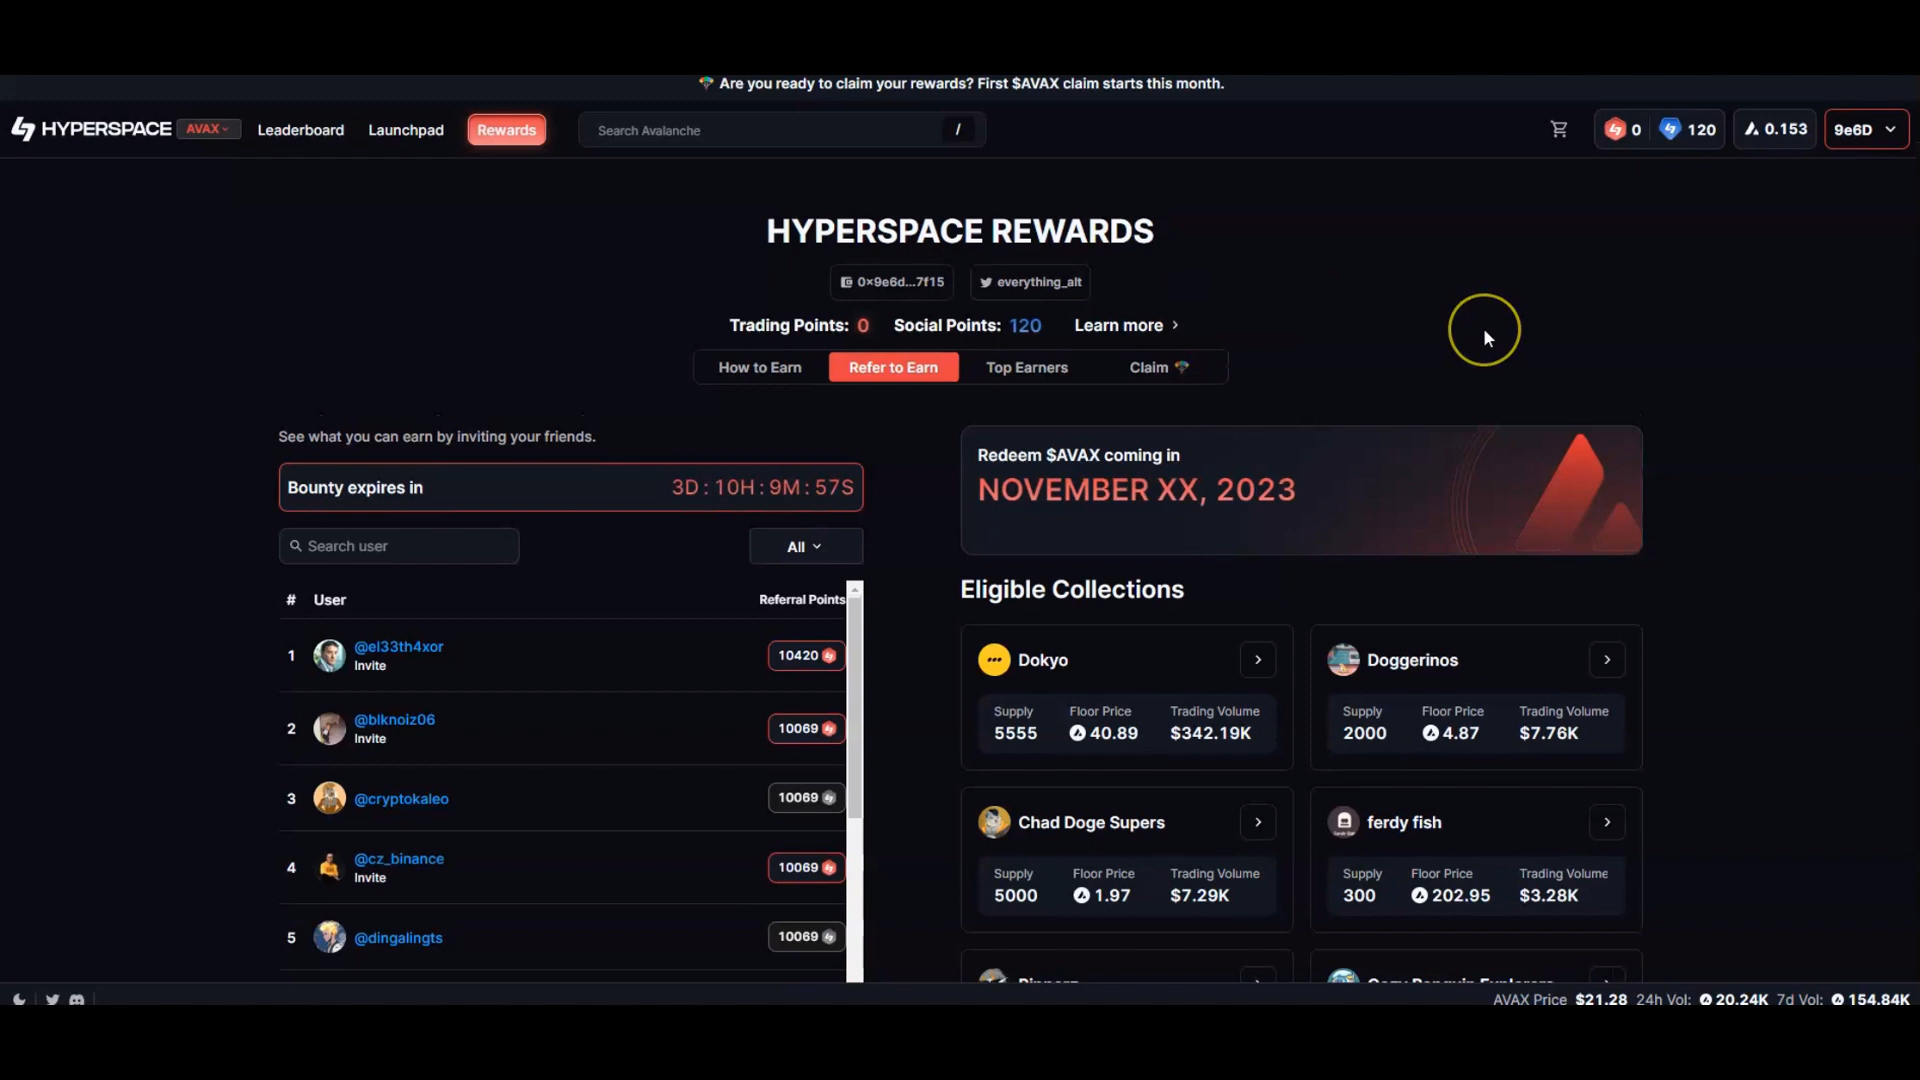 Are you ready to claim your rewards? First $AVAX claim starts this month.
HYPERSPACE AVAX Leaderboard Launchpad Rewards Search Avalanche / 0 120 0.153 9e6D
HYPERSPACE REWARDS
0x9e6d...7f15 everything_alt
Trading Points: 0 Social Points: 120 Learn more
How to Earn Refer to Earn Top Earners Claim
See what you can earn by inviting your friends.
Bounty expires in 3D : 10H : 9M : 57S
Search user All
# User Referral Points
1 @el33th4xor 10420
Invite
2 @blknoiz06 10069
Invite
3 @cryptokaleo 10069
4 @cz_binance 10069
Invite
5 @dingalingts 10069
Redeem $AVAX coming in
NOVEMBER XX, 2023
Eligible Collections
Dokyo
Supply Floor Price Trading Volume
5555 40.89 $342.19K
Doggerinos
Supply Floor Price Trading Volume
2000 4.87 $7.76K
Chad Doge Supers
Supply Floor Price Trading Volume
5000 1.97 $7.29K
ferdy fish
Supply Floor Price Trading Volume
300 202.95 $3.28K
AVAX Price $21.28 24h Vol: 20.24K 7d Vol: 154.84K